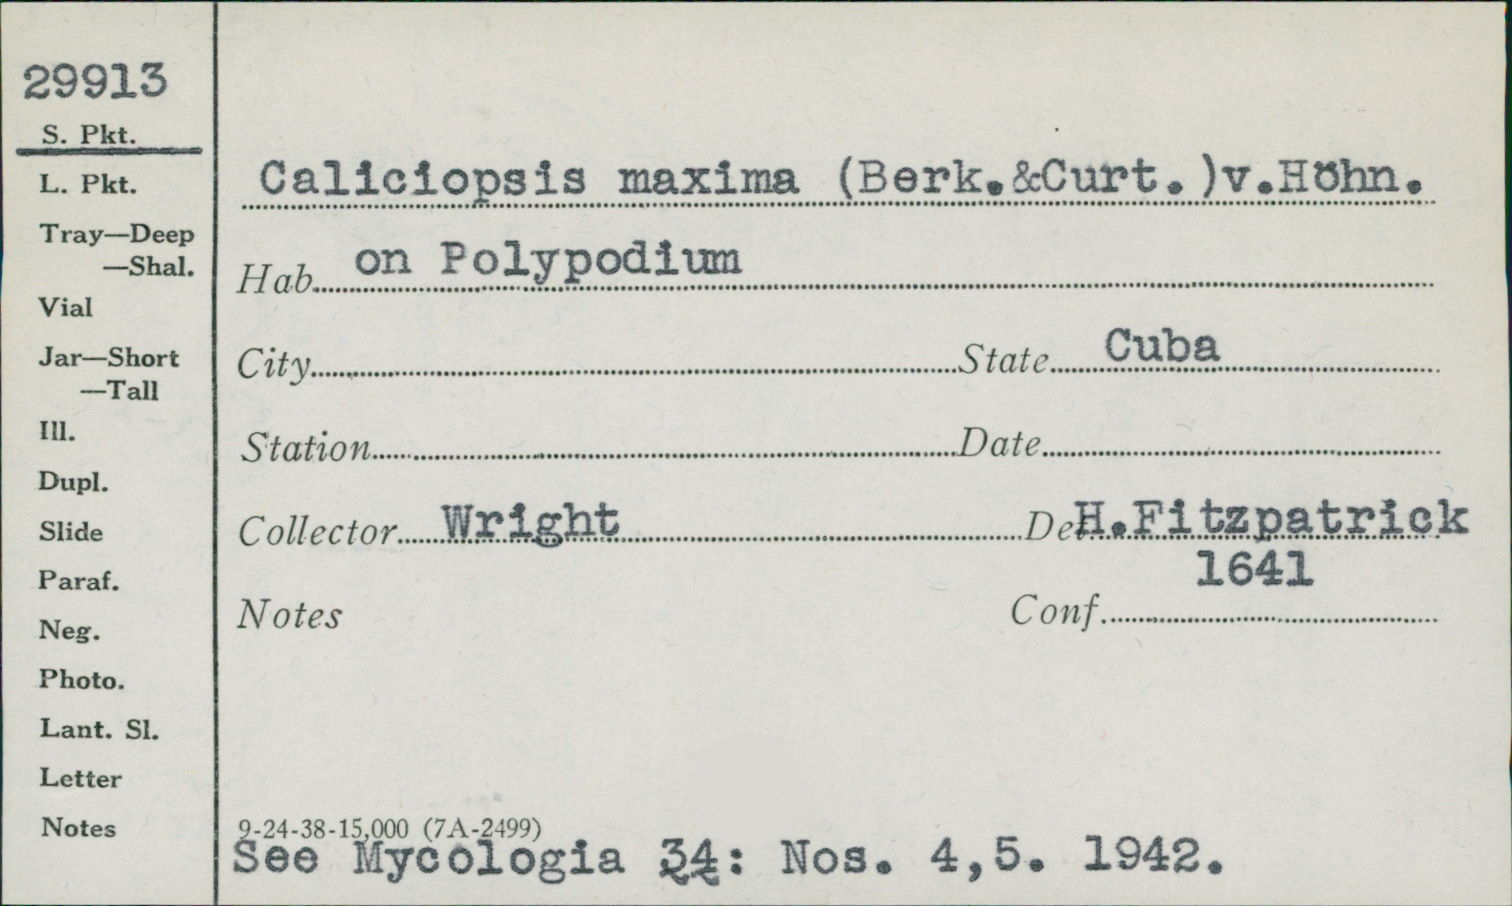 29913
S. Pkt.
L. Pkt.
Tray—Deep
—Shal.
Vial
Jar—Short
—Tall
Ill.
Dupl.
Slide
Paraf.
Neg.
Photo.
Lant. Sl.
Letter
Notes
Caliciopsis maxima (Berk.&Curt.)v.Höhn.
Hab. on Polypodium
City State Cuba
Station Date
Collector Wright Det. H.Fitzpatrick
1641
Notes Conf.
9-24-38-15,000 (7A-2499)
See Mycologia 34: Nos. 4,5. 1942.